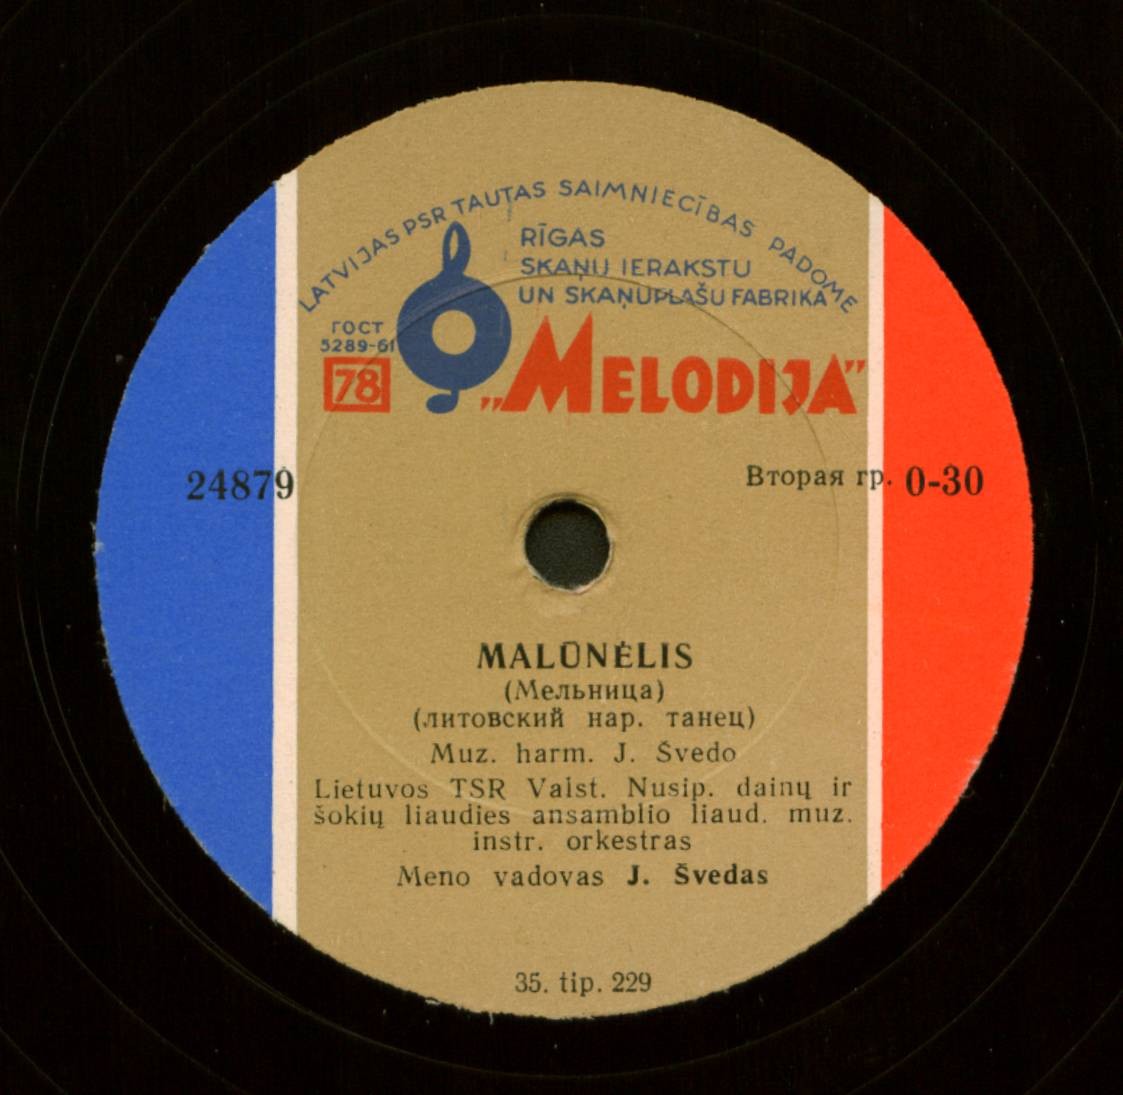 LATVIJAS PSR TAUTAS SAIMNIECĪBAS PADOME
RĪGAS
SKAŅU IERAKSTU
UN SKAŅUPLAŠU FABRIKA
ГОСТ
5289-61
78
„MELODIJA”
24879
Вторая гр. 0-30
MALŪNĖLIS
(Мельница)
(литовский нар. танец)
Muz. harm. J. Švedo
Lietuvos TSR Valst. Nusip. dainų ir
šokių liaudies ansamblio liaud. muz.
instr. orkestras
Meno vadovas J. Švedas
35. tip. 229